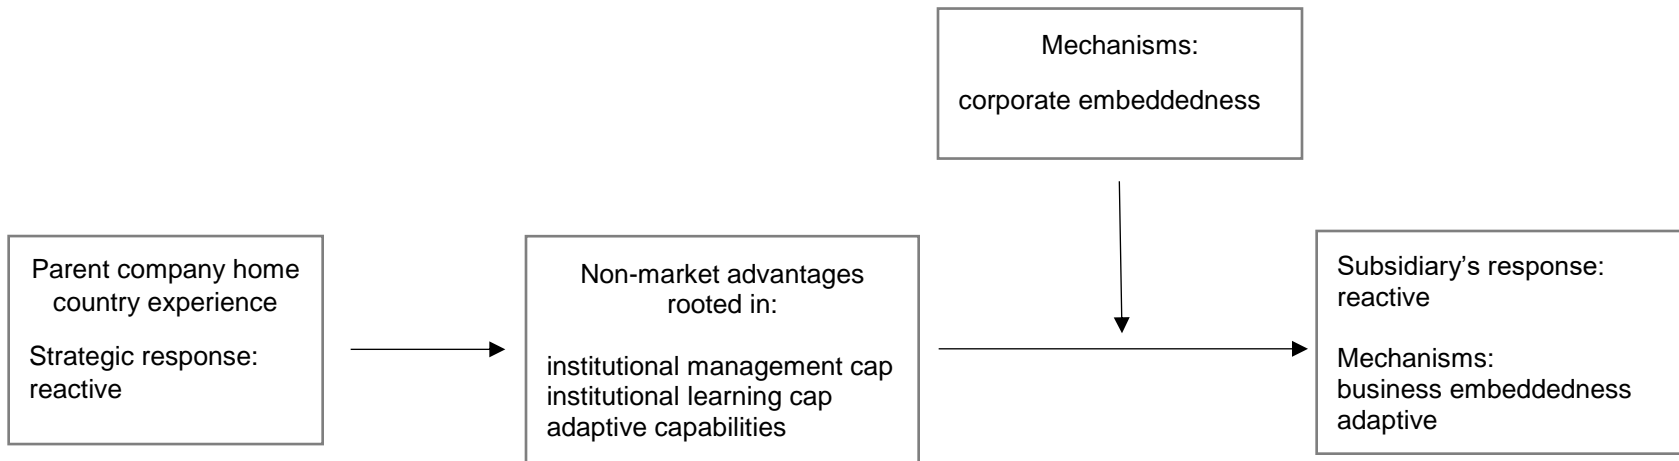 Mechanisms:
corporate embeddedness
Parent company home
country experience
Strategic response:
reactive
Non-market advantages
rooted in:
institutional management cap
institutional learning cap
adaptive capabilities
Subsidiary’s response:
reactive
Mechanisms:
business embeddedness
adaptive